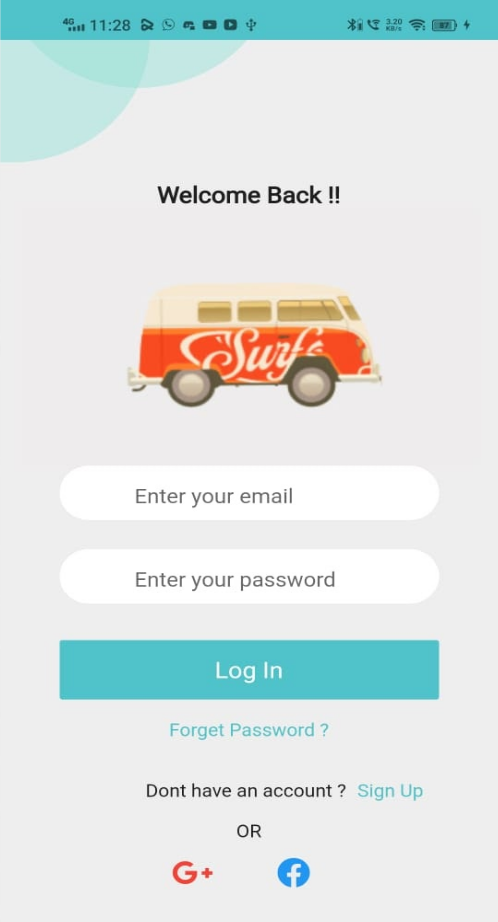 4G 11:28 3.20 KB/s 87
Welcome Back !!
Surf
Enter your email
Enter your password
Log In
Forget Password ?
Dont have an account ? Sign Up
OR
G+